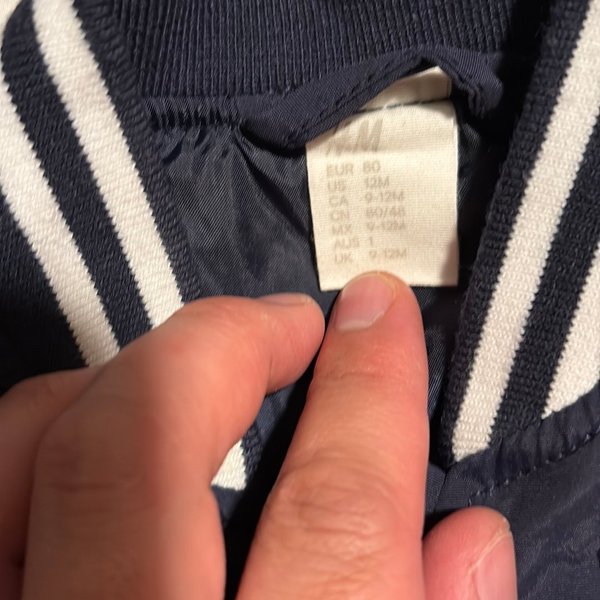 H&M
EUR 80
US 12M
CA 9-12M
CN 80/48
MX 9-12M
AUS 1
UK 9-12M